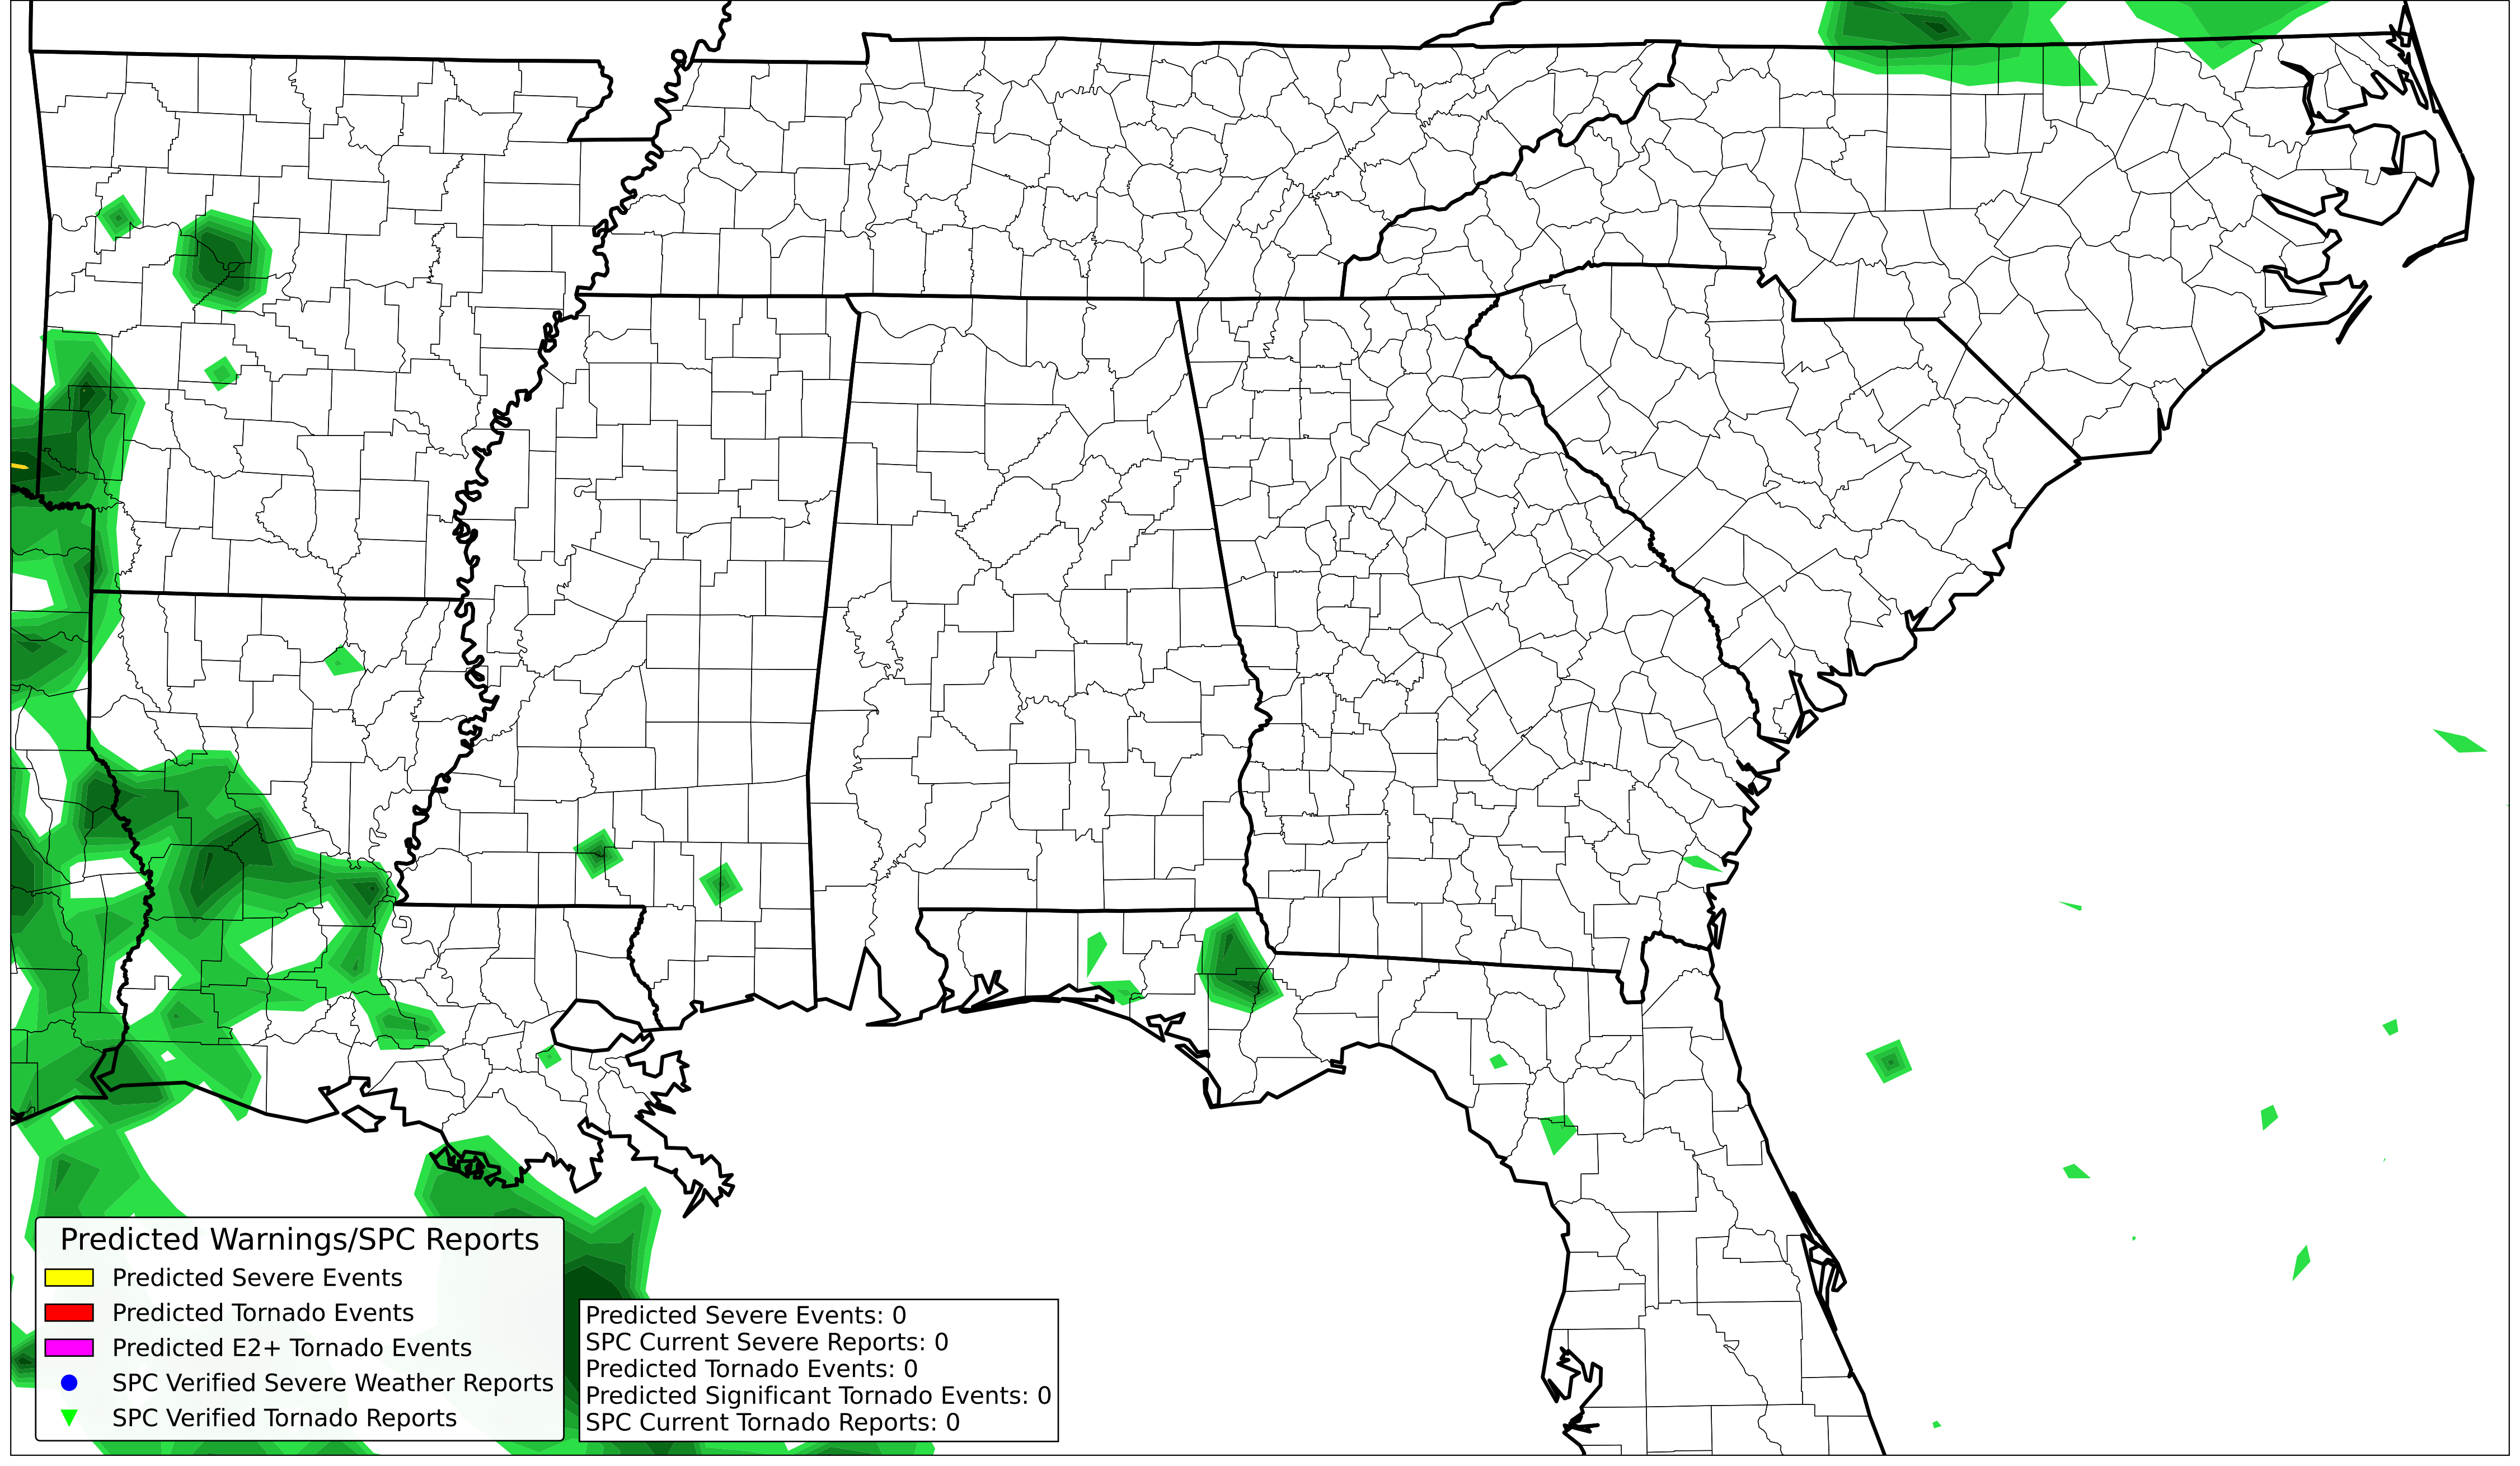 Predicted Warnings/SPC Reports
Predicted Severe Events
Predicted Tornado Events
Predicted E2+ Tornado Events
SPC Verified Severe Weather Reports
SPC Verified Tornado Reports
Predicted Severe Events: 0
SPC Current Severe Reports: 0
Predicted Tornado Events: 0
Predicted Significant Tornado Events: 0
SPC Current Tornado Reports: 0